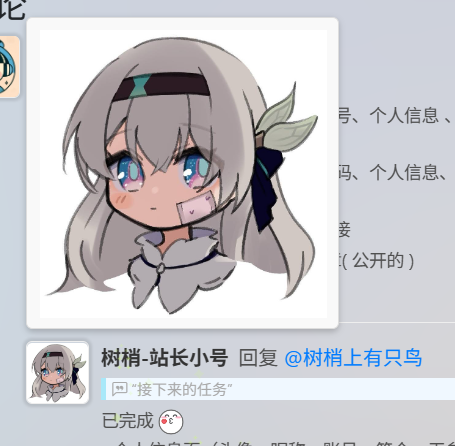 论
号、个人信息、
码、个人信息、
接
(公开的)
树梢-站长小号 回复 @树梢上有只鸟
“接下来的任务”
已完成